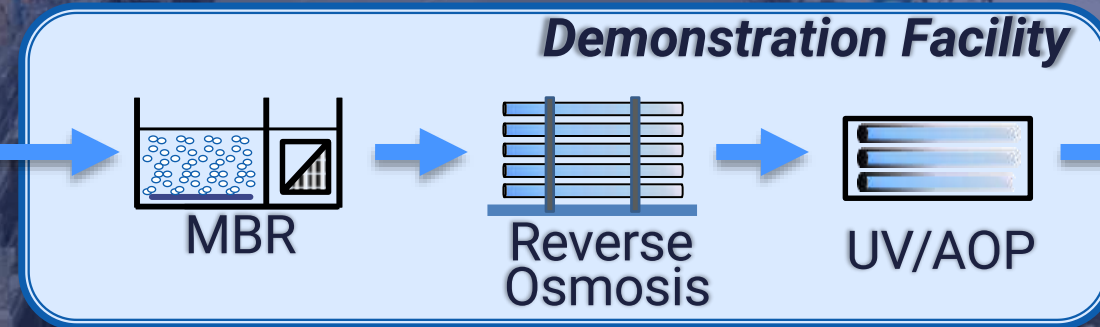 Demonstration Facility
MBR
Reverse
Osmosis
UV/AOP